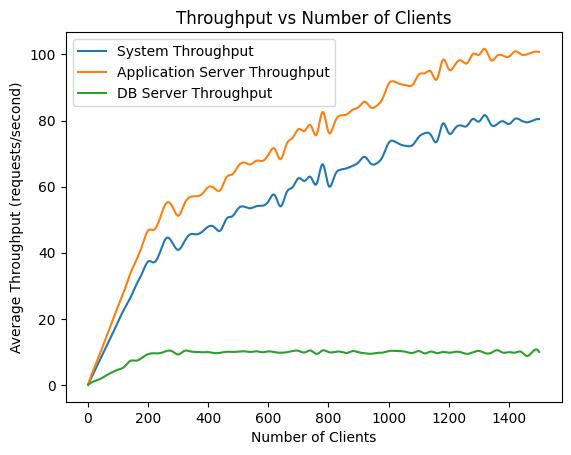 Throughput vs Number of Clients
System Throughput
Application Server Throughput
DB Server Throughput
Average Throughput (requests/second)
100
80
60
40
20
0
0 200 400 600 800 1000 1200 1400
Number of Clients